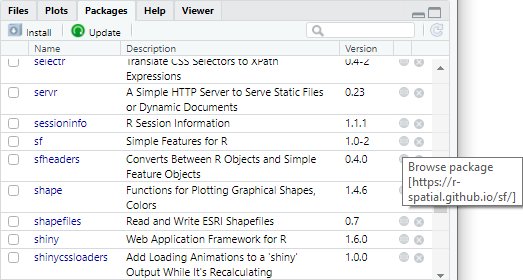 Files Plots Packages Help Viewer
Install Update
Name Description Version
selectr Translate CSS Selectors to XPath 0.4-2
Expressions
servr A Simple HTTP Server to Serve Static Files 0.23
or Dynamic Documents
sessioninfo R Session Information 1.1.1
sf Simple Features for R 1.0-2
sfheaders Converts Between R Objects and Simple 0.4.0
Feature Objects
shape Functions for Plotting Graphical Shapes, 1.4.6
Colors
shapefiles Read and Write ESRI Shapefiles 0.7
shiny Web Application Framework for R 1.6.0
shinycssloaders Add Loading Animations to a 'shiny' 1.0.0
Output While It's Recalculating
Browse package
[https://r-
spatial.github.io/sf/]